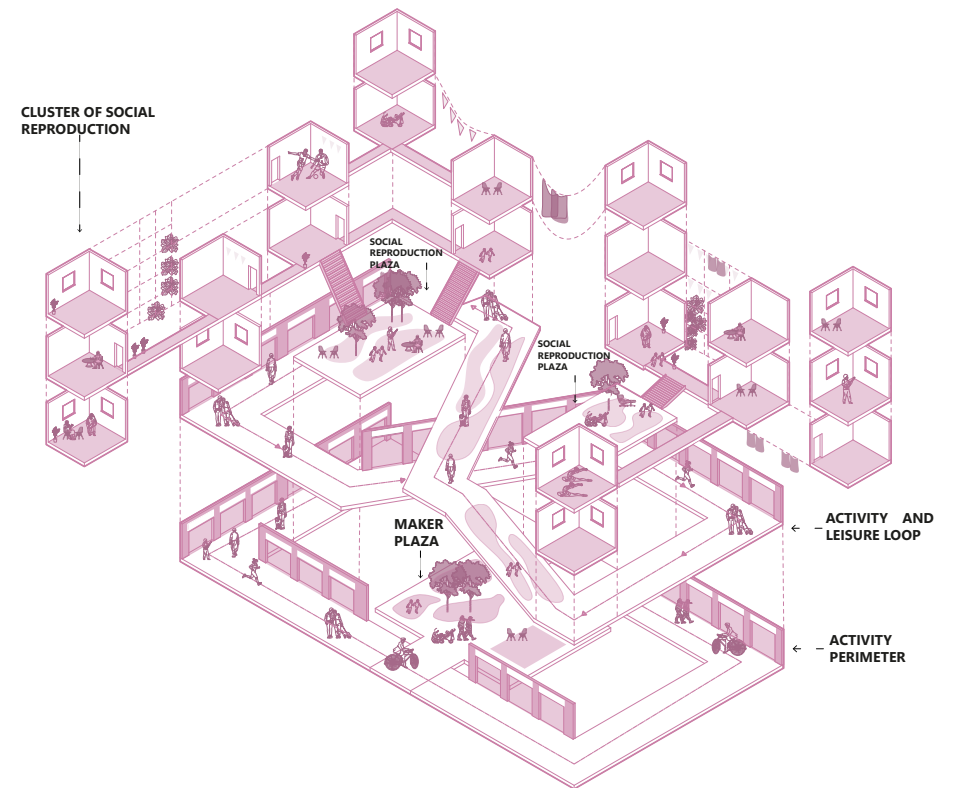 CLUSTER OF SOCIAL
REPRODUCTION
SOCIAL
REPRODUCTION
PLAZA
SOCIAL
REPRODUCTION
PLAZA
MAKER
PLAZA
ACTIVITY AND
LEISURE LOOP
ACTIVITY
PERIMETER